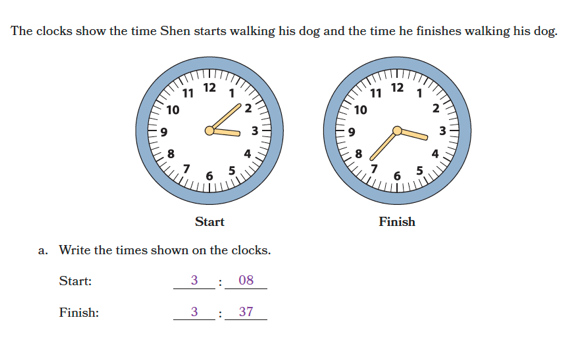 The clocks show the time Shen starts walking his dog and the time he finishes walking his dog.
12
11 1
10 2
9 3
8 4
7 5
6
12
11 1
10 2
9 3
8 4
7 5
6
Start Finish
a. Write the times shown on the clocks.
Start: 3 : 08
Finish: 3 : 37